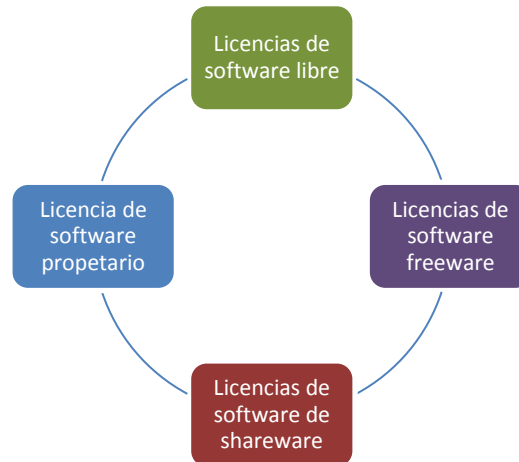 Licencias de
software libre
Licencia de
software
propetario
Licencias de
software
freeware
Licencias de
software de
shareware